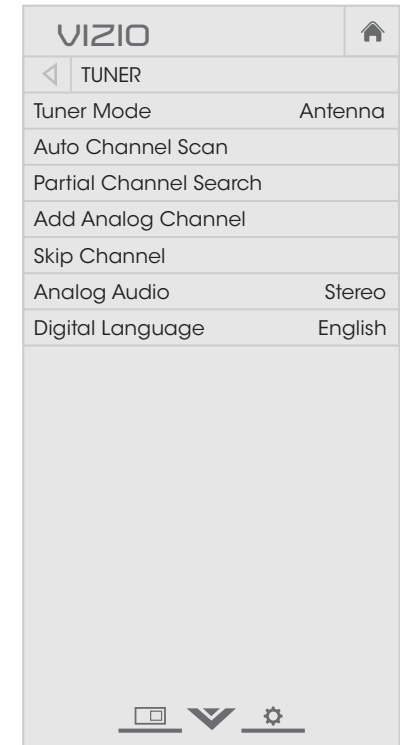 VIZIO
TUNER
Tuner Mode Antenna
Auto Channel Scan
Partial Channel Search
Add Analog Channel
Skip Channel
Analog Audio Stereo
Digital Language English